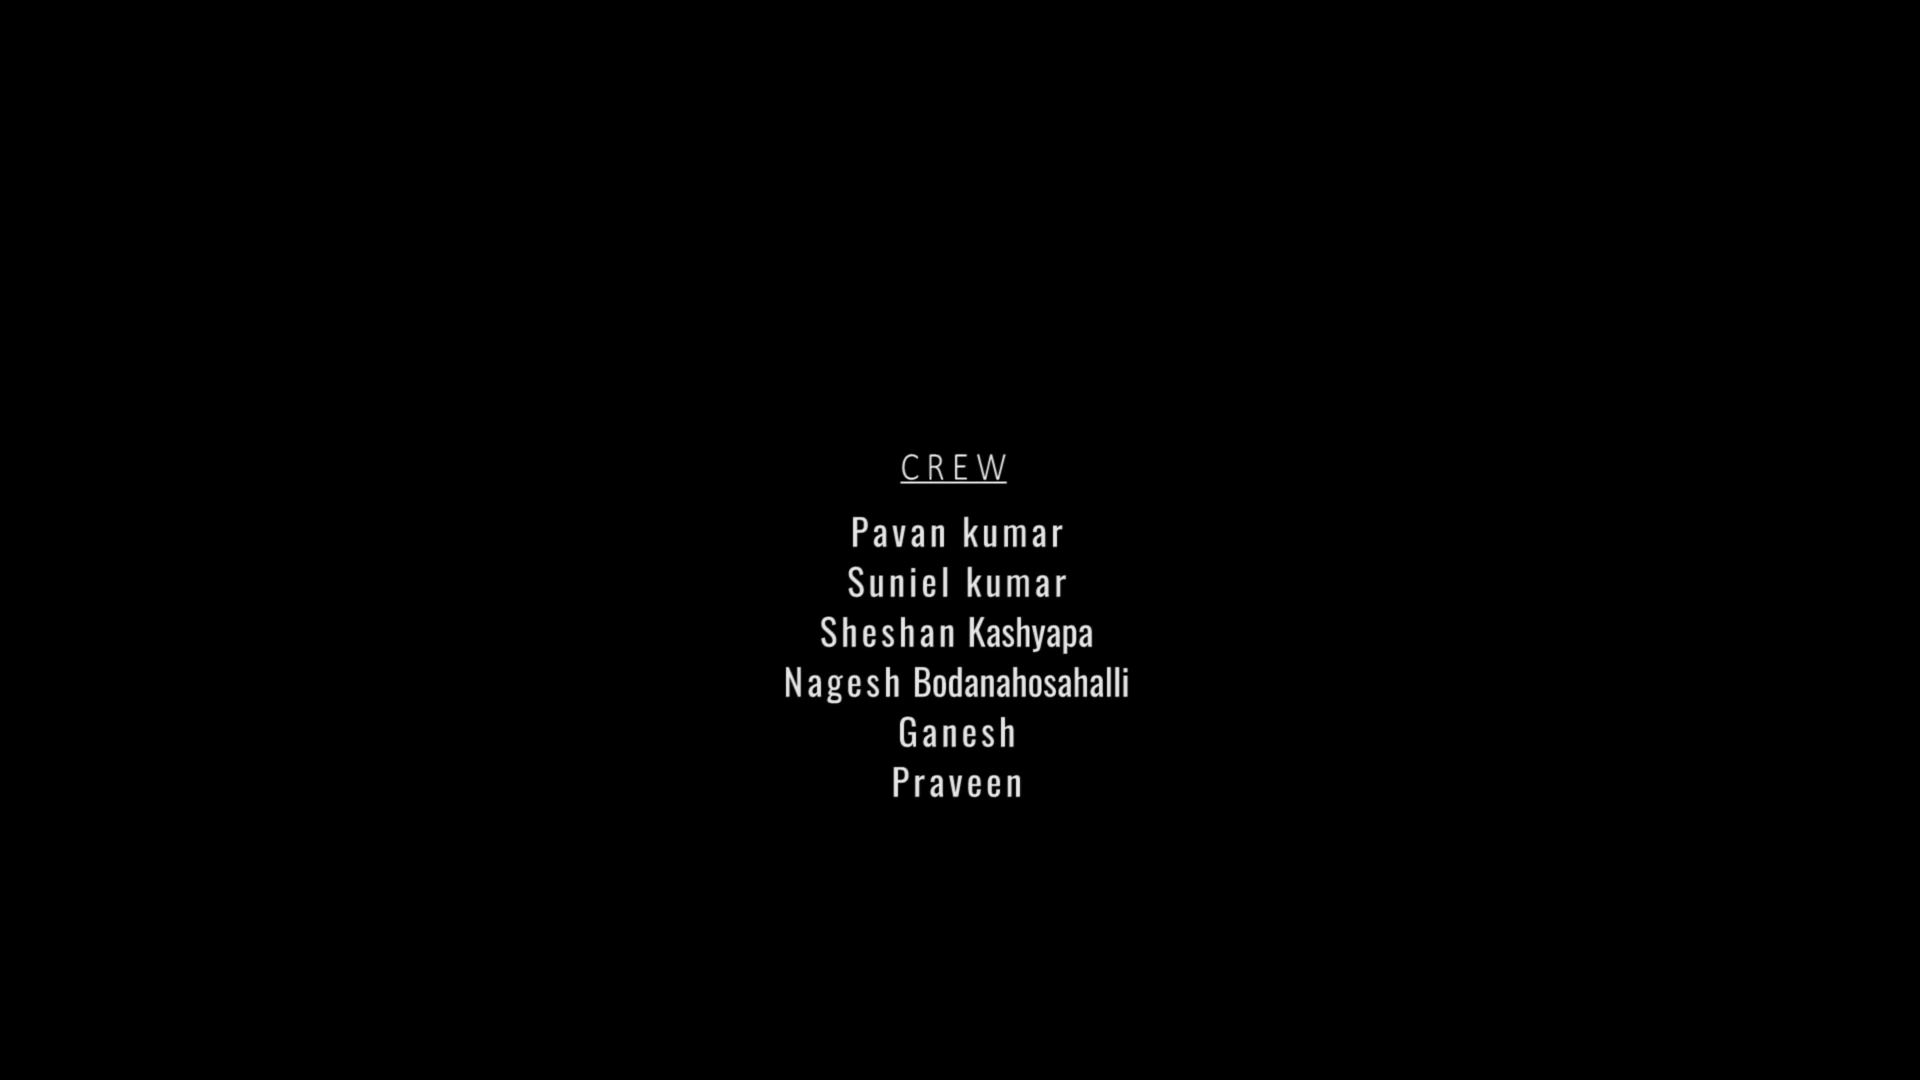 CREW
Pavan kumar
Suniel kumar
Sheshan Kashyapa
Nagesh Bodanahosahalli
Ganesh
Praveen